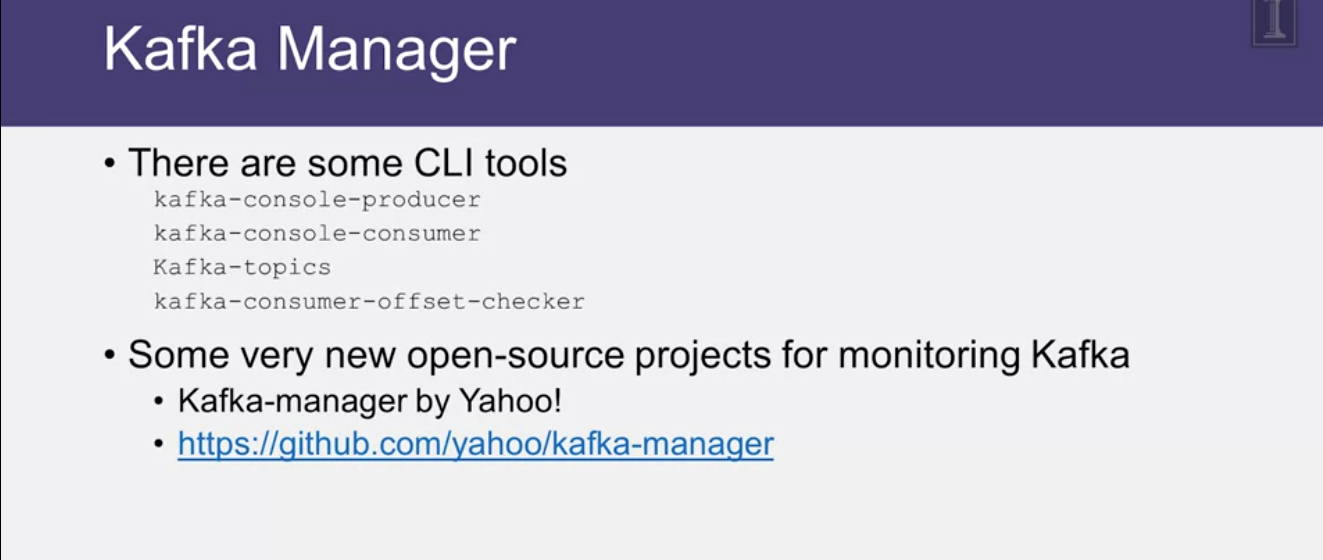 Kafka Manager
• There are some CLI tools
kafka-console-producer
kafka-console-consumer
Kafka-topics
kafka-consumer-offset-checker
• Some very new open-source projects for monitoring Kafka
• Kafka-manager by Yahoo!
• https://github.com/yahoo/kafka-manager
I